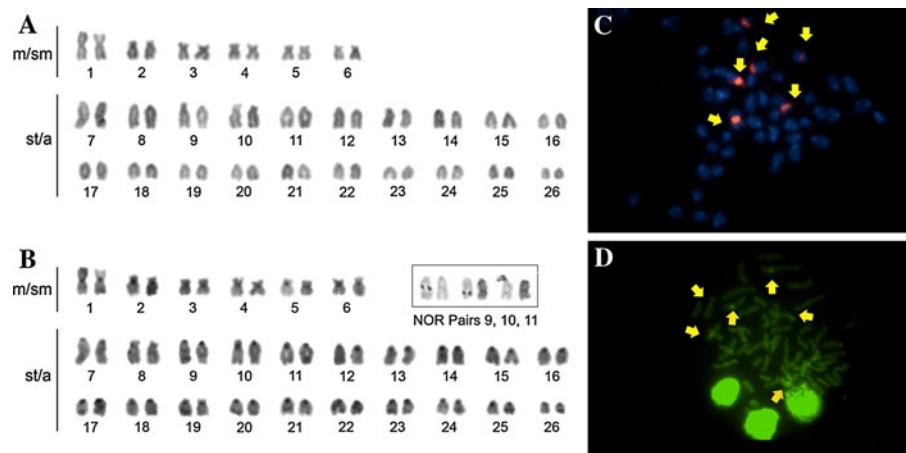 A
m/sm
1 2 3 4 5 6
st/a
7 8 9 10 11 12 13 14 15 16
17 18 19 20 21 22 23 24 25 26
B
m/sm
1 2 3 4 5 6
NOR Pairs 9, 10, 11
st/a
7 8 9 10 11 12 13 14 15 16
17 18 19 20 21 22 23 24 25 26
C
D